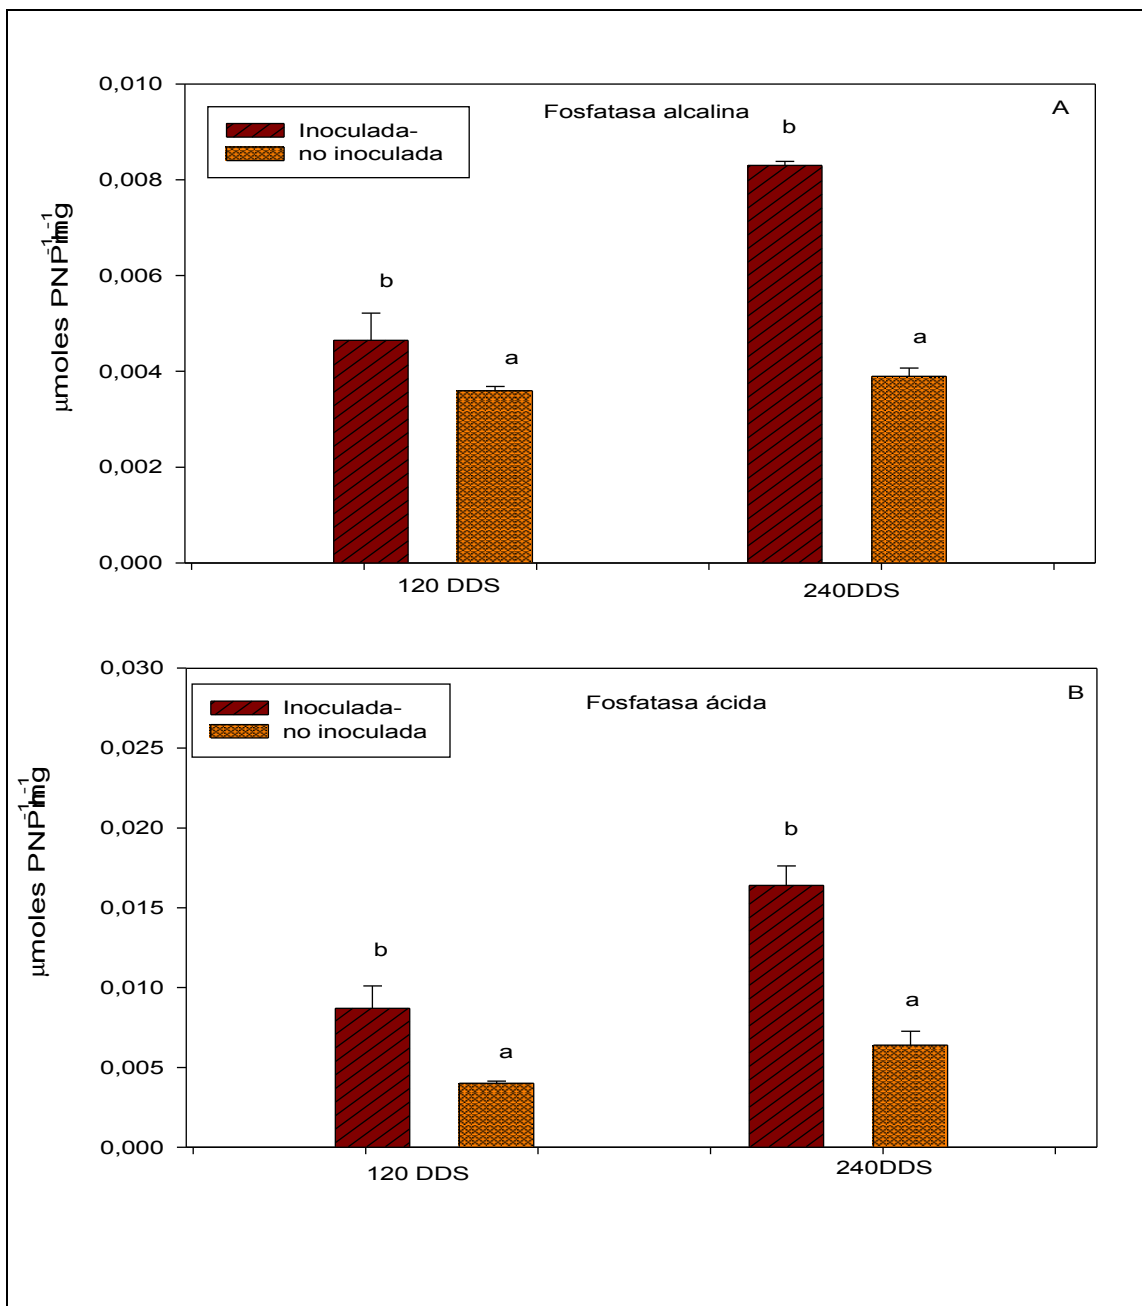 0,010
Fosfatasa alcalina
A
Inoculada-
no inoculada
b
0,008
0,006
b
a
a
0,004
0,002
0,000
µmoles PNP
120 DDS
240DDS
0,030
Fosfatasa ácida
B
Inoculada-
no inoculada
0,025
0,020
b
0,015
b
0,010
a
a
0,005
0,000
µmoles PNP
120 DDS
240DDS